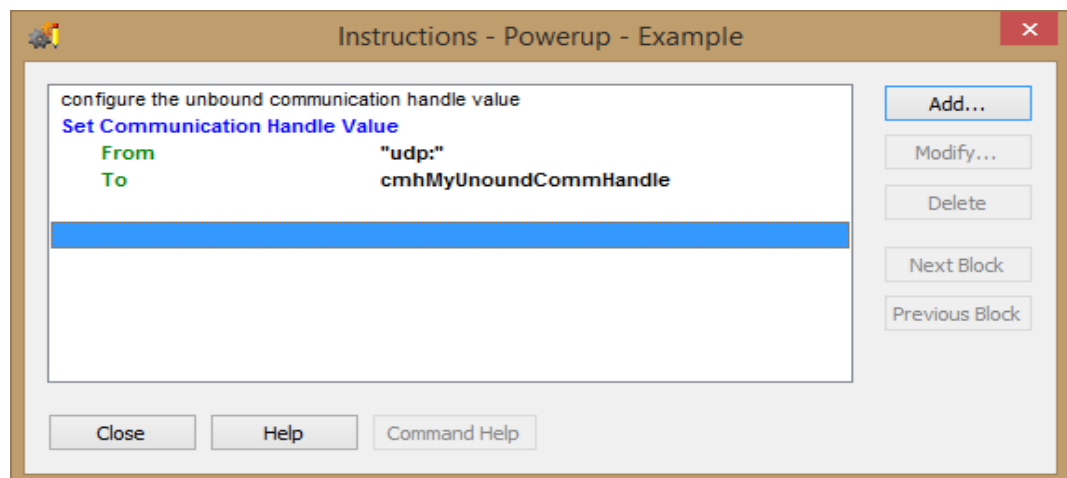 Instructions - Powerup - Example
configure the unbound communication handle value
Set Communication Handle Value
From "udp:"
To cmhMyUnoundCommHandle
Add...
Modify...
Delete
Next Block
Previous Block
Close Help Command Help